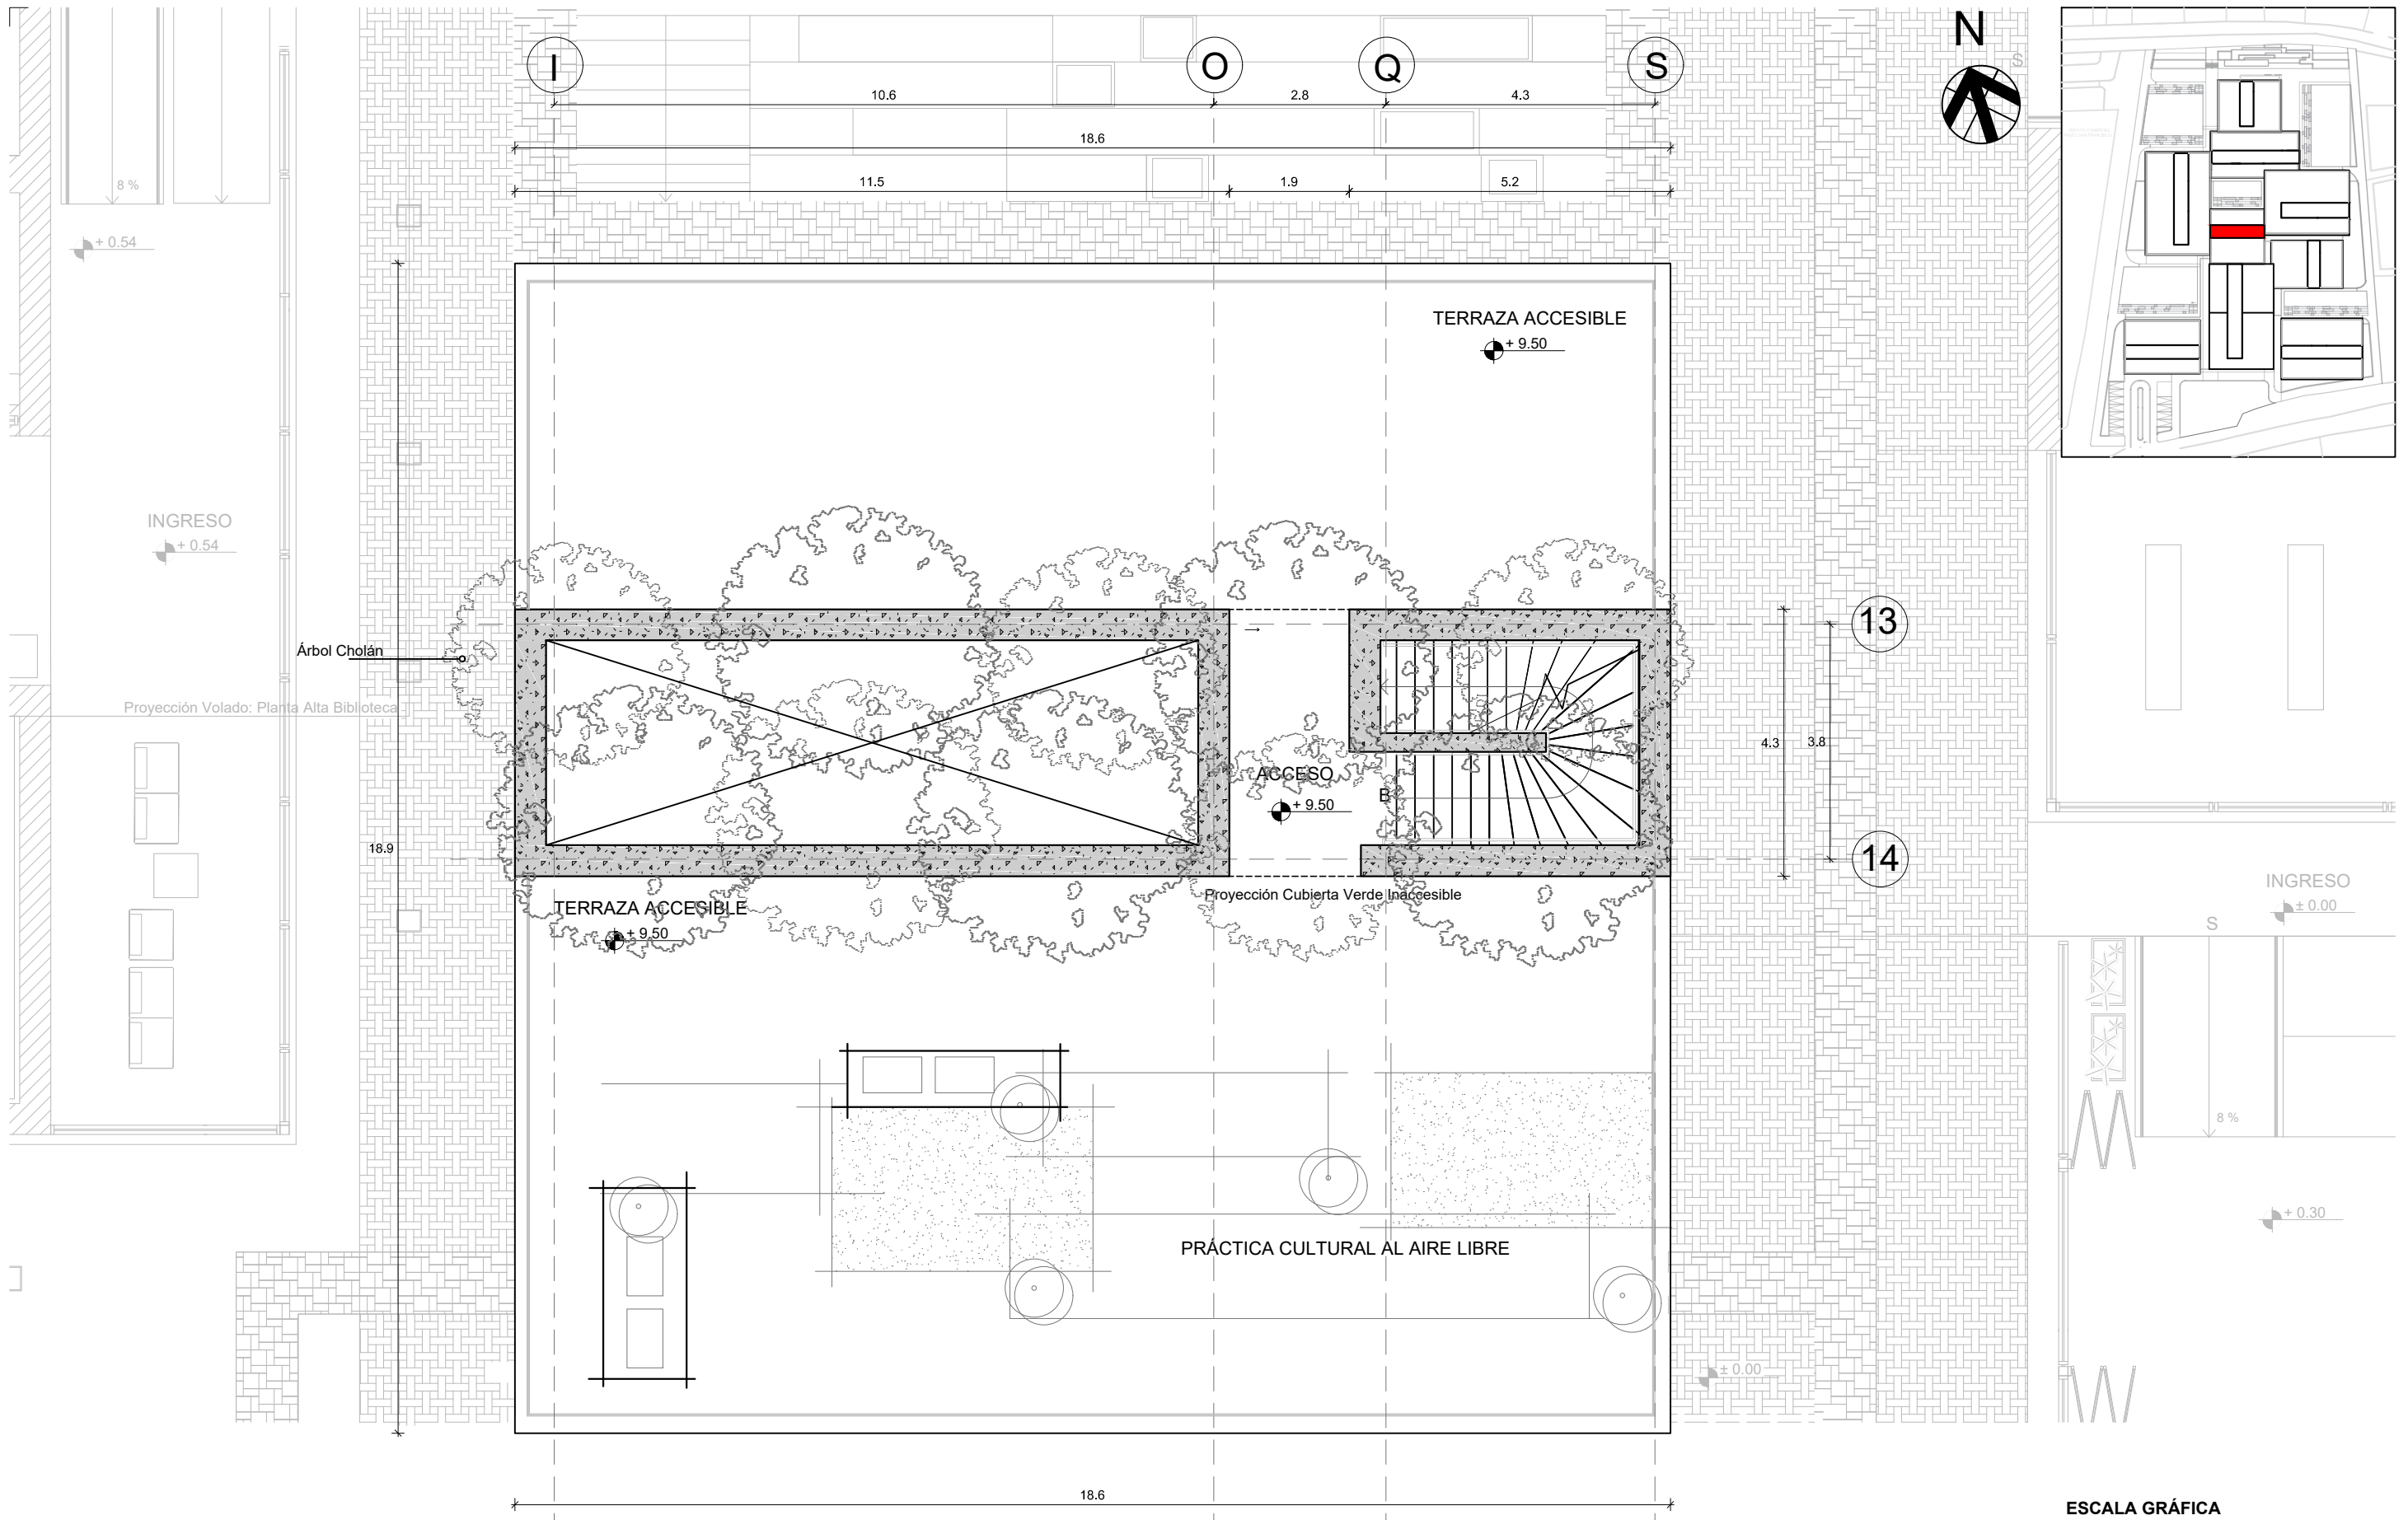 I
O
Q
S
N
S
10.6
2.8
4.3
18.6
11.5
1.9
5.2
8 %
+ 0.54
TERRAZA ACCESIBLE
+ 9.50
INGRESO
+ 0.54
13
Árbol Cholán
Proyección Volado: Planta Alta Biblioteca
4.3
3.8
ACCESO
+ 9.50
B
18.9
14
Proyección Cubierta Verde Inaccesible
TERRAZA ACCESIBLE
+ 9.50
INGRESO
± 0.00
S
8 %
+ 0.30
PRÁCTICA CULTURAL AL AIRE LIBRE
± 0.00
18.6
ESCALA GRÁFICA